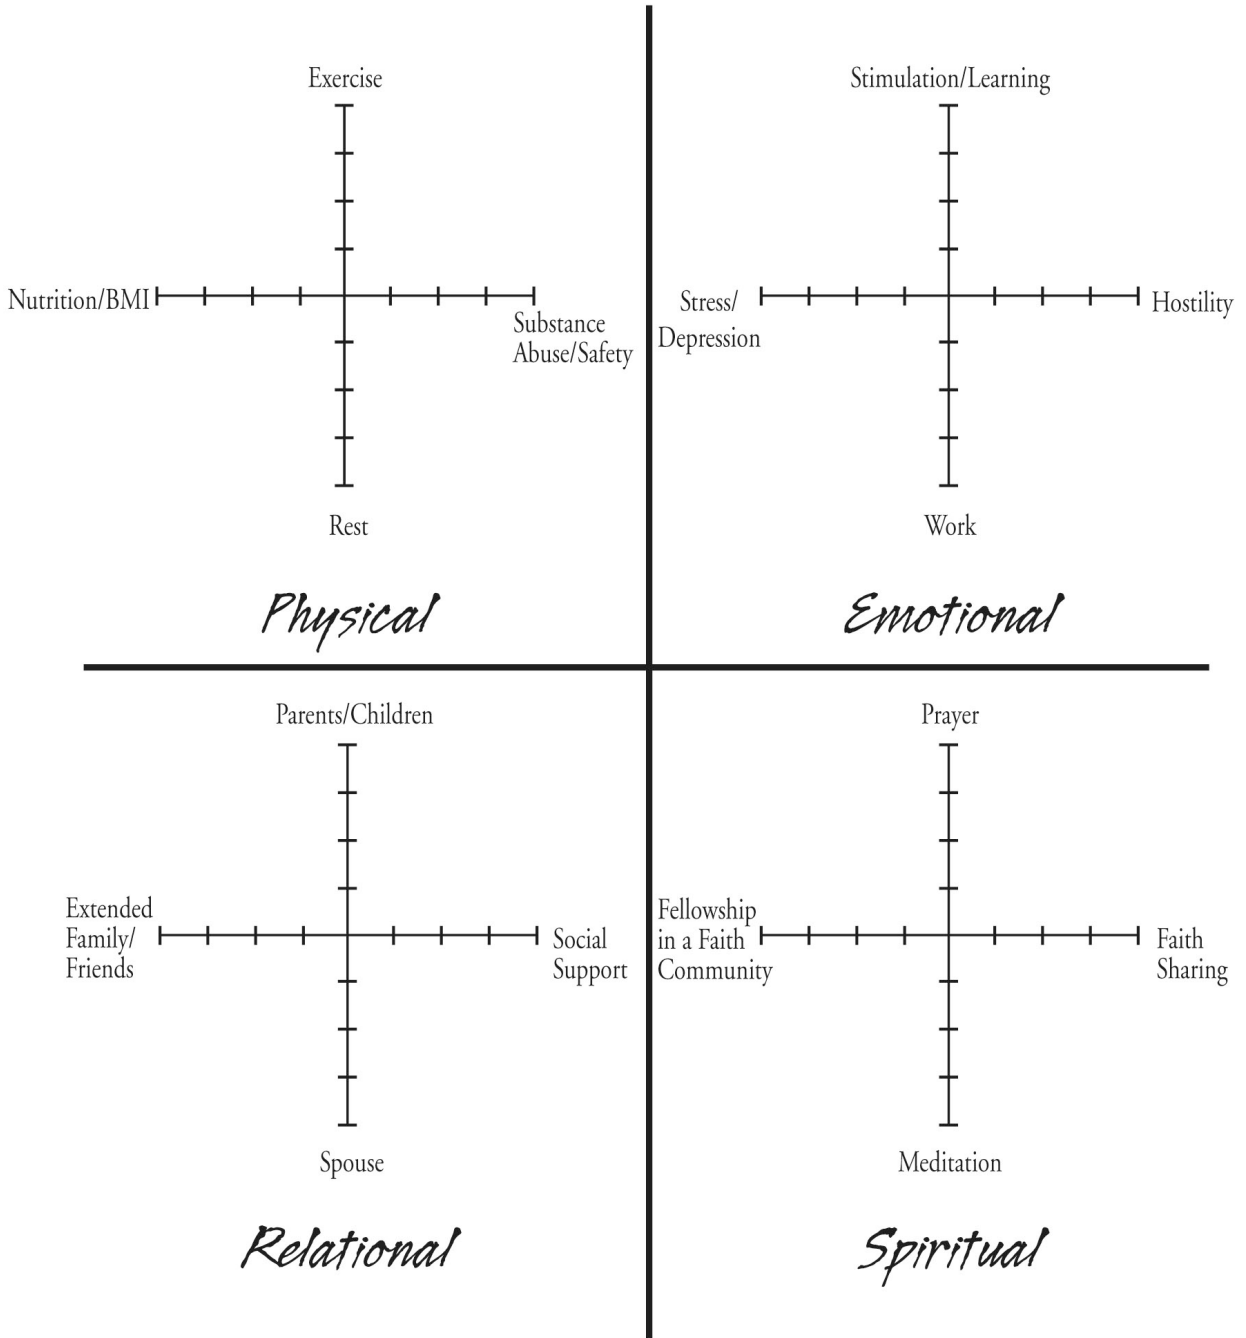 Exercise
Nutrition/BMI
Substance
Abuse/Safety
Rest
Physical
Stimulation/Learning
Stress/
Depression
Hostility
Work
Emotional
Parents/Children
Extended
Family/
Friends
Social
Support
Spouse
Relational
Prayer
Fellowship
in a Faith
Community
Faith
Sharing
Meditation
Spiritual